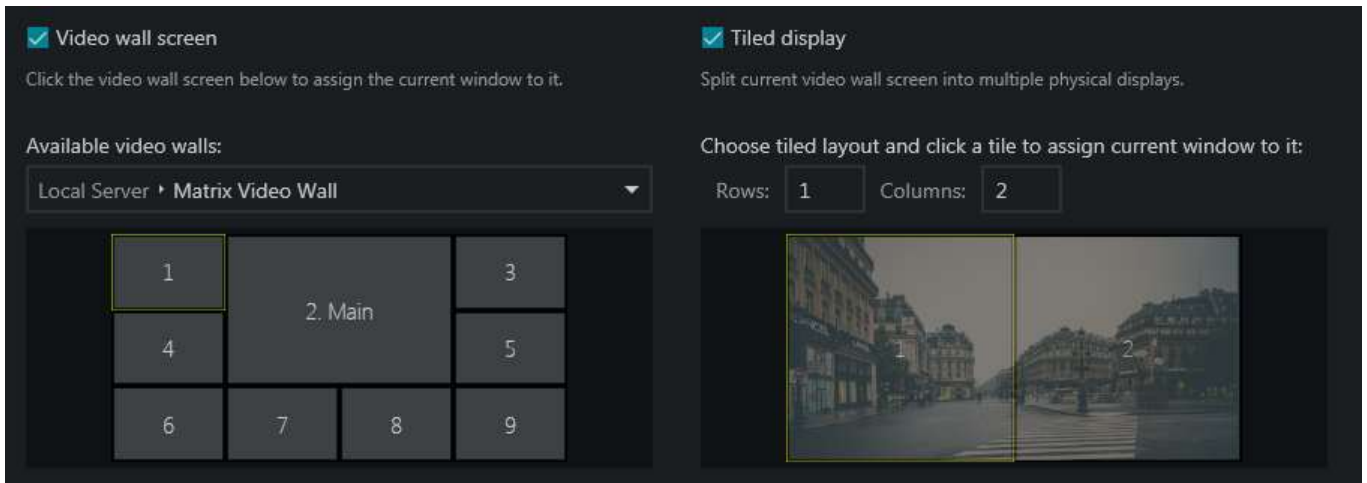 Video wall screen
Click the video wall screen below to assign the current window to it.
Available video walls:
Local Server ‣ Matrix Video Wall
1
2. Main
3
4
5
6
7
8
9
Tiled display
Split current video wall screen into multiple physical displays.
Choose tiled layout and click a tile to assign current window to it:
Rows: 1 Columns: 2
1
2